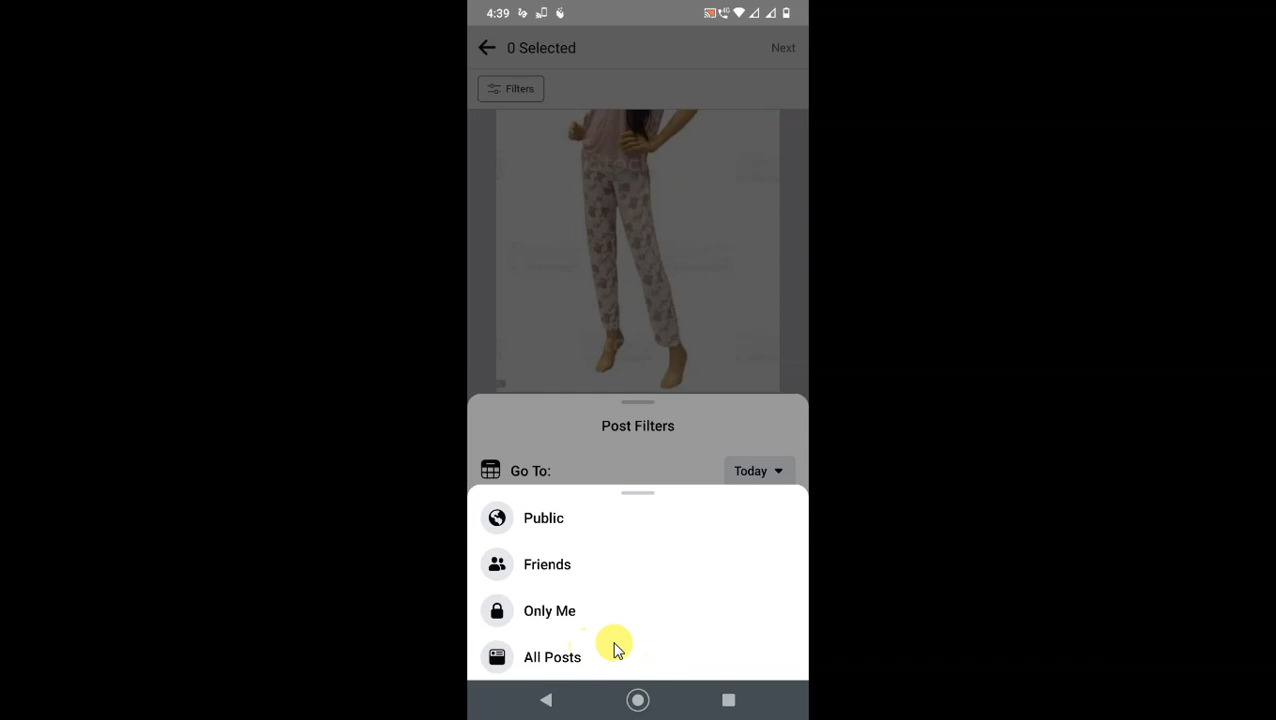 4:39
0 Selected
Next
Filters
Post Filters
Go To:
Today
Public
Friends
Only Me
All Posts